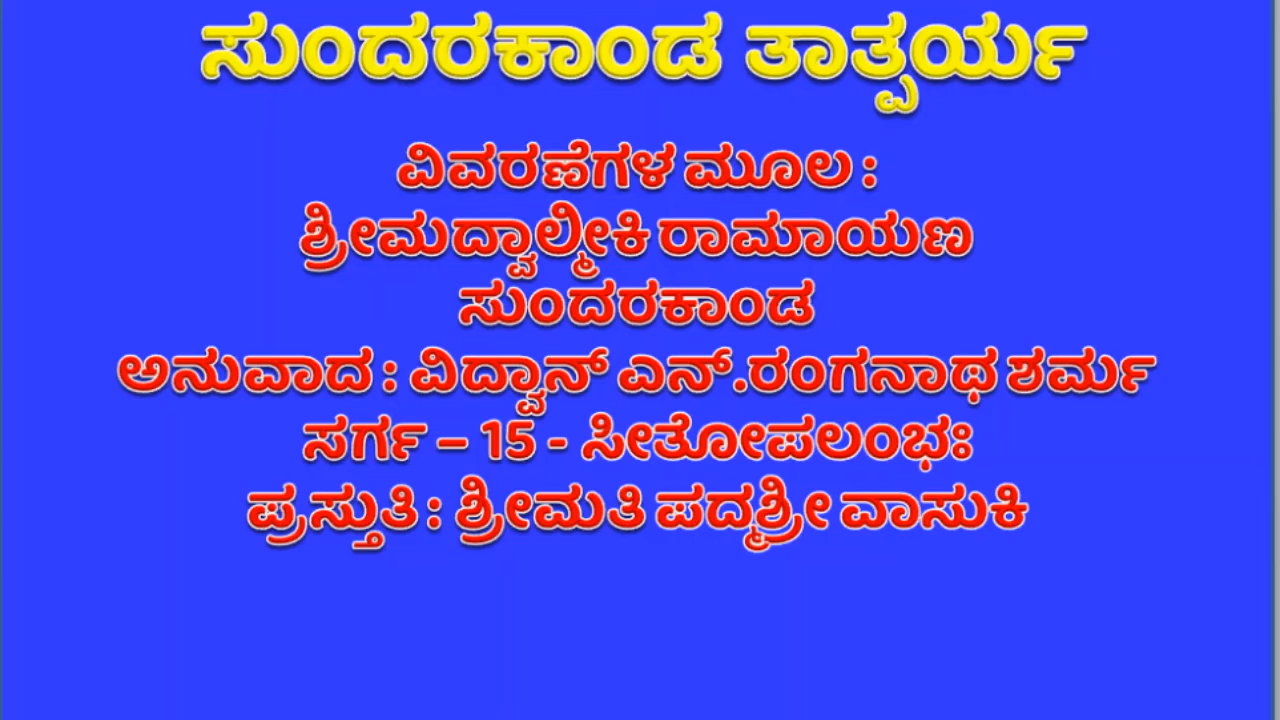 ಸುಂದರಕಾಂಡ ತಾತ್ಪರ್ಯ
ವಿವರಣೆಗಳ ಮೂಲ :
ಶ್ರೀಮದ್ವಾಲ್ಮೀಕಿ ರಾಮಾಯಣ
ಸುಂದರಕಾಂಡ
ಅನುವಾದ : ವಿದ್ವಾನ್ ಎನ್.ರಂಗನಾಥ ಶರ್ಮ
ಸರ್ಗ – 15 - ಸೀತೋಪಲಂಭಃ
ಪ್ರಸ್ತುತಿ : ಶ್ರೀಮತಿ ಪದ್ಮಶ್ರೀ ವಾಸುಕಿ